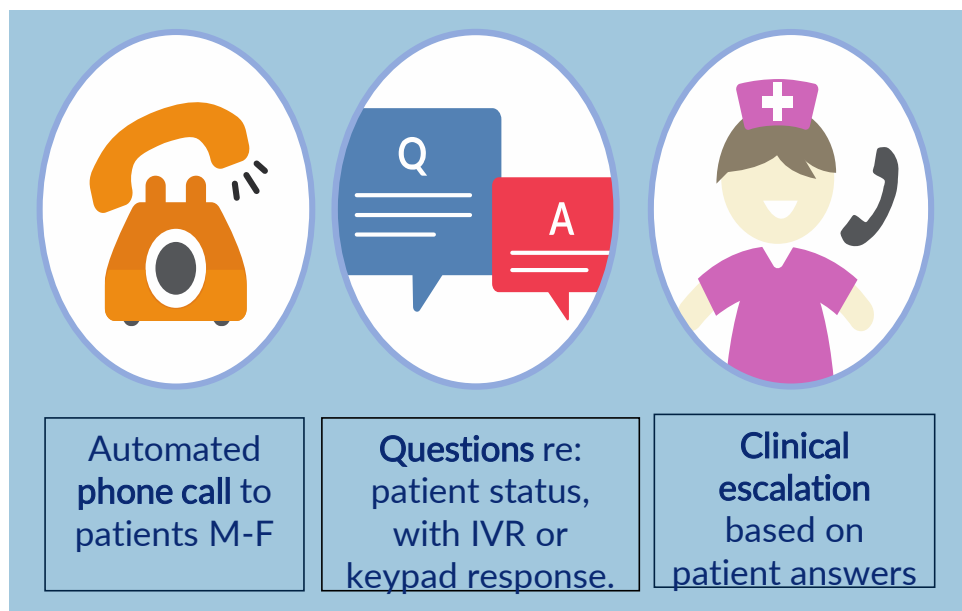 Q
A
Automated
phone call to
patients M-F
Questions re:
patient status,
with IVR or
keypad response.
Clinical
escalation
based on
patient answers